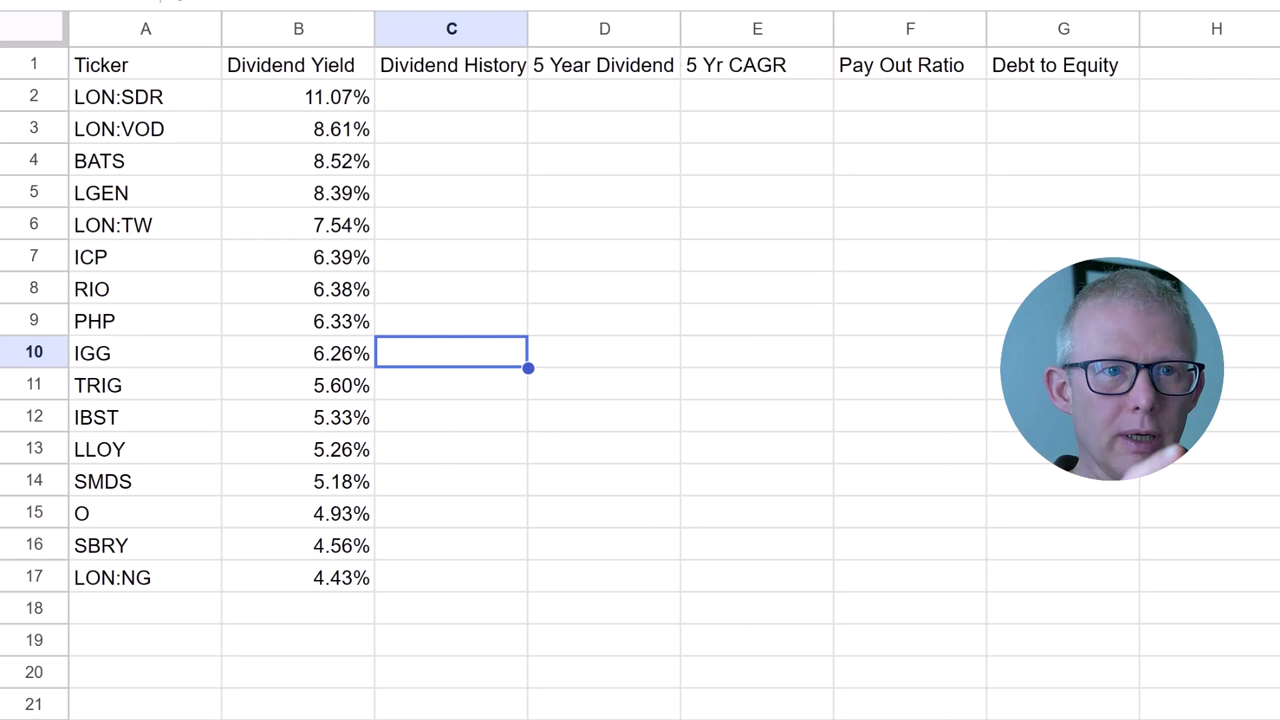 A B C D E F G H
1 Ticker Dividend Yield Dividend History 5 Year Dividend 5 Yr CAGR Pay Out Ratio Debt to Equity
2 LON:SDR 11.07%
3 LON:VOD 8.61%
4 BATS 8.52%
5 LGEN 8.39%
6 LON:TW 7.54%
7 ICP 6.39%
8 RIO 6.38%
9 PHP 6.33%
10 IGG 6.26%
11 TRIG 5.60%
12 IBST 5.33%
13 LLOY 5.26%
14 SMDS 5.18%
15 O 4.93%
16 SBRY 4.56%
17 LON:NG 4.43%
18
19
20
21